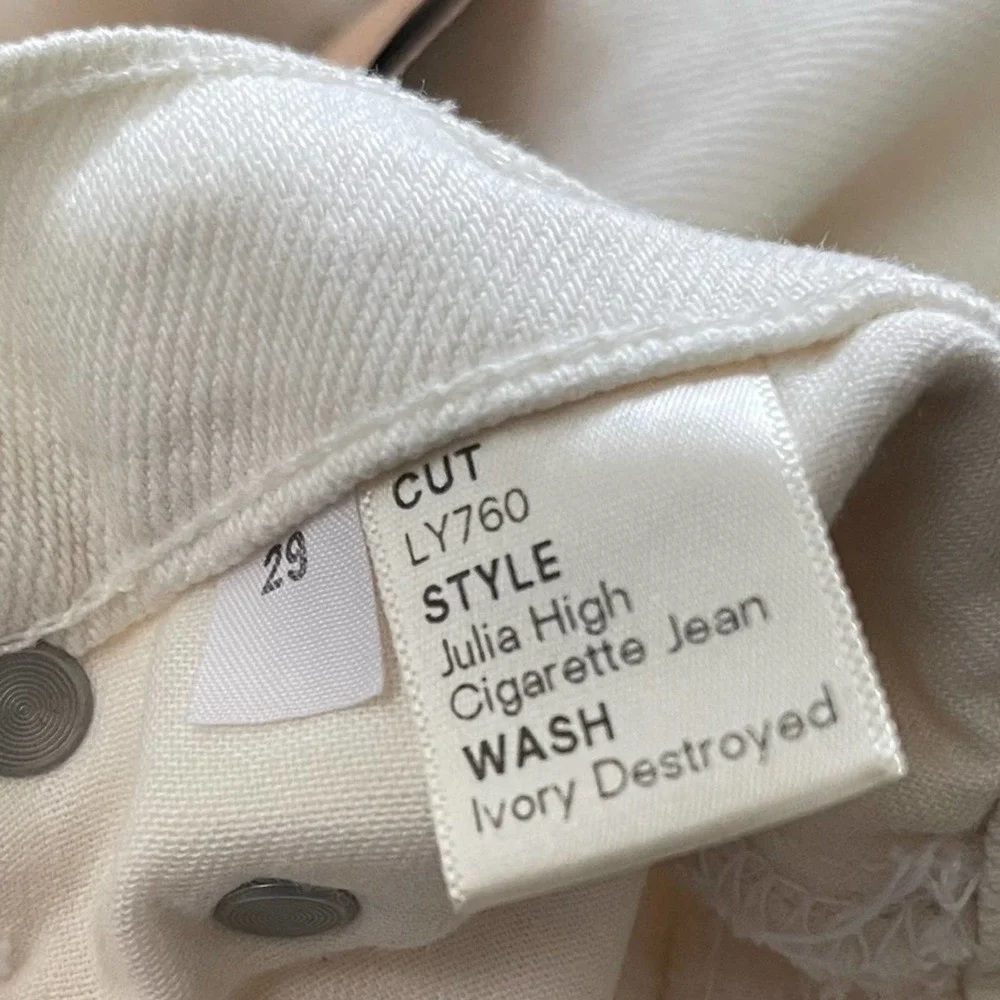 29
CUT
LY760
STYLE
Julia High
Cigarette Jean
WASH
Ivory Destroyed